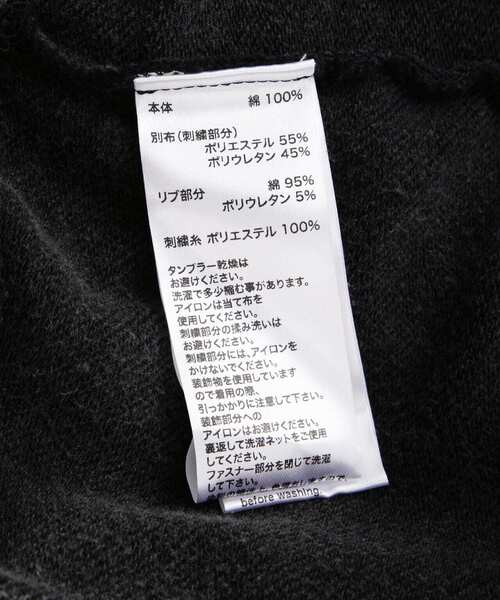 本体 綿 100%
別布(刺繍部分)
ポリエステル 55%
ポリウレタン 45%
リブ部分 綿 95%
ポリウレタン 5%
刺繍糸 ポリエステル 100%
タンブラー乾燥は
お避けください。
洗濯で多少縮む事があります。
アイロンは当て布を
使用してください。
刺繍部分の揉み洗いは
お避けください。
刺繍部分には、アイロンを
かけないでください。
装飾物を使用しています
ので着用の際、
引っかかりに注意して下さい。
装飾部分への
アイロンはお避けください。
裏返して洗濯ネットをご使用
してください。
ファスナー部分を閉じて洗濯
して下さい。
before washing